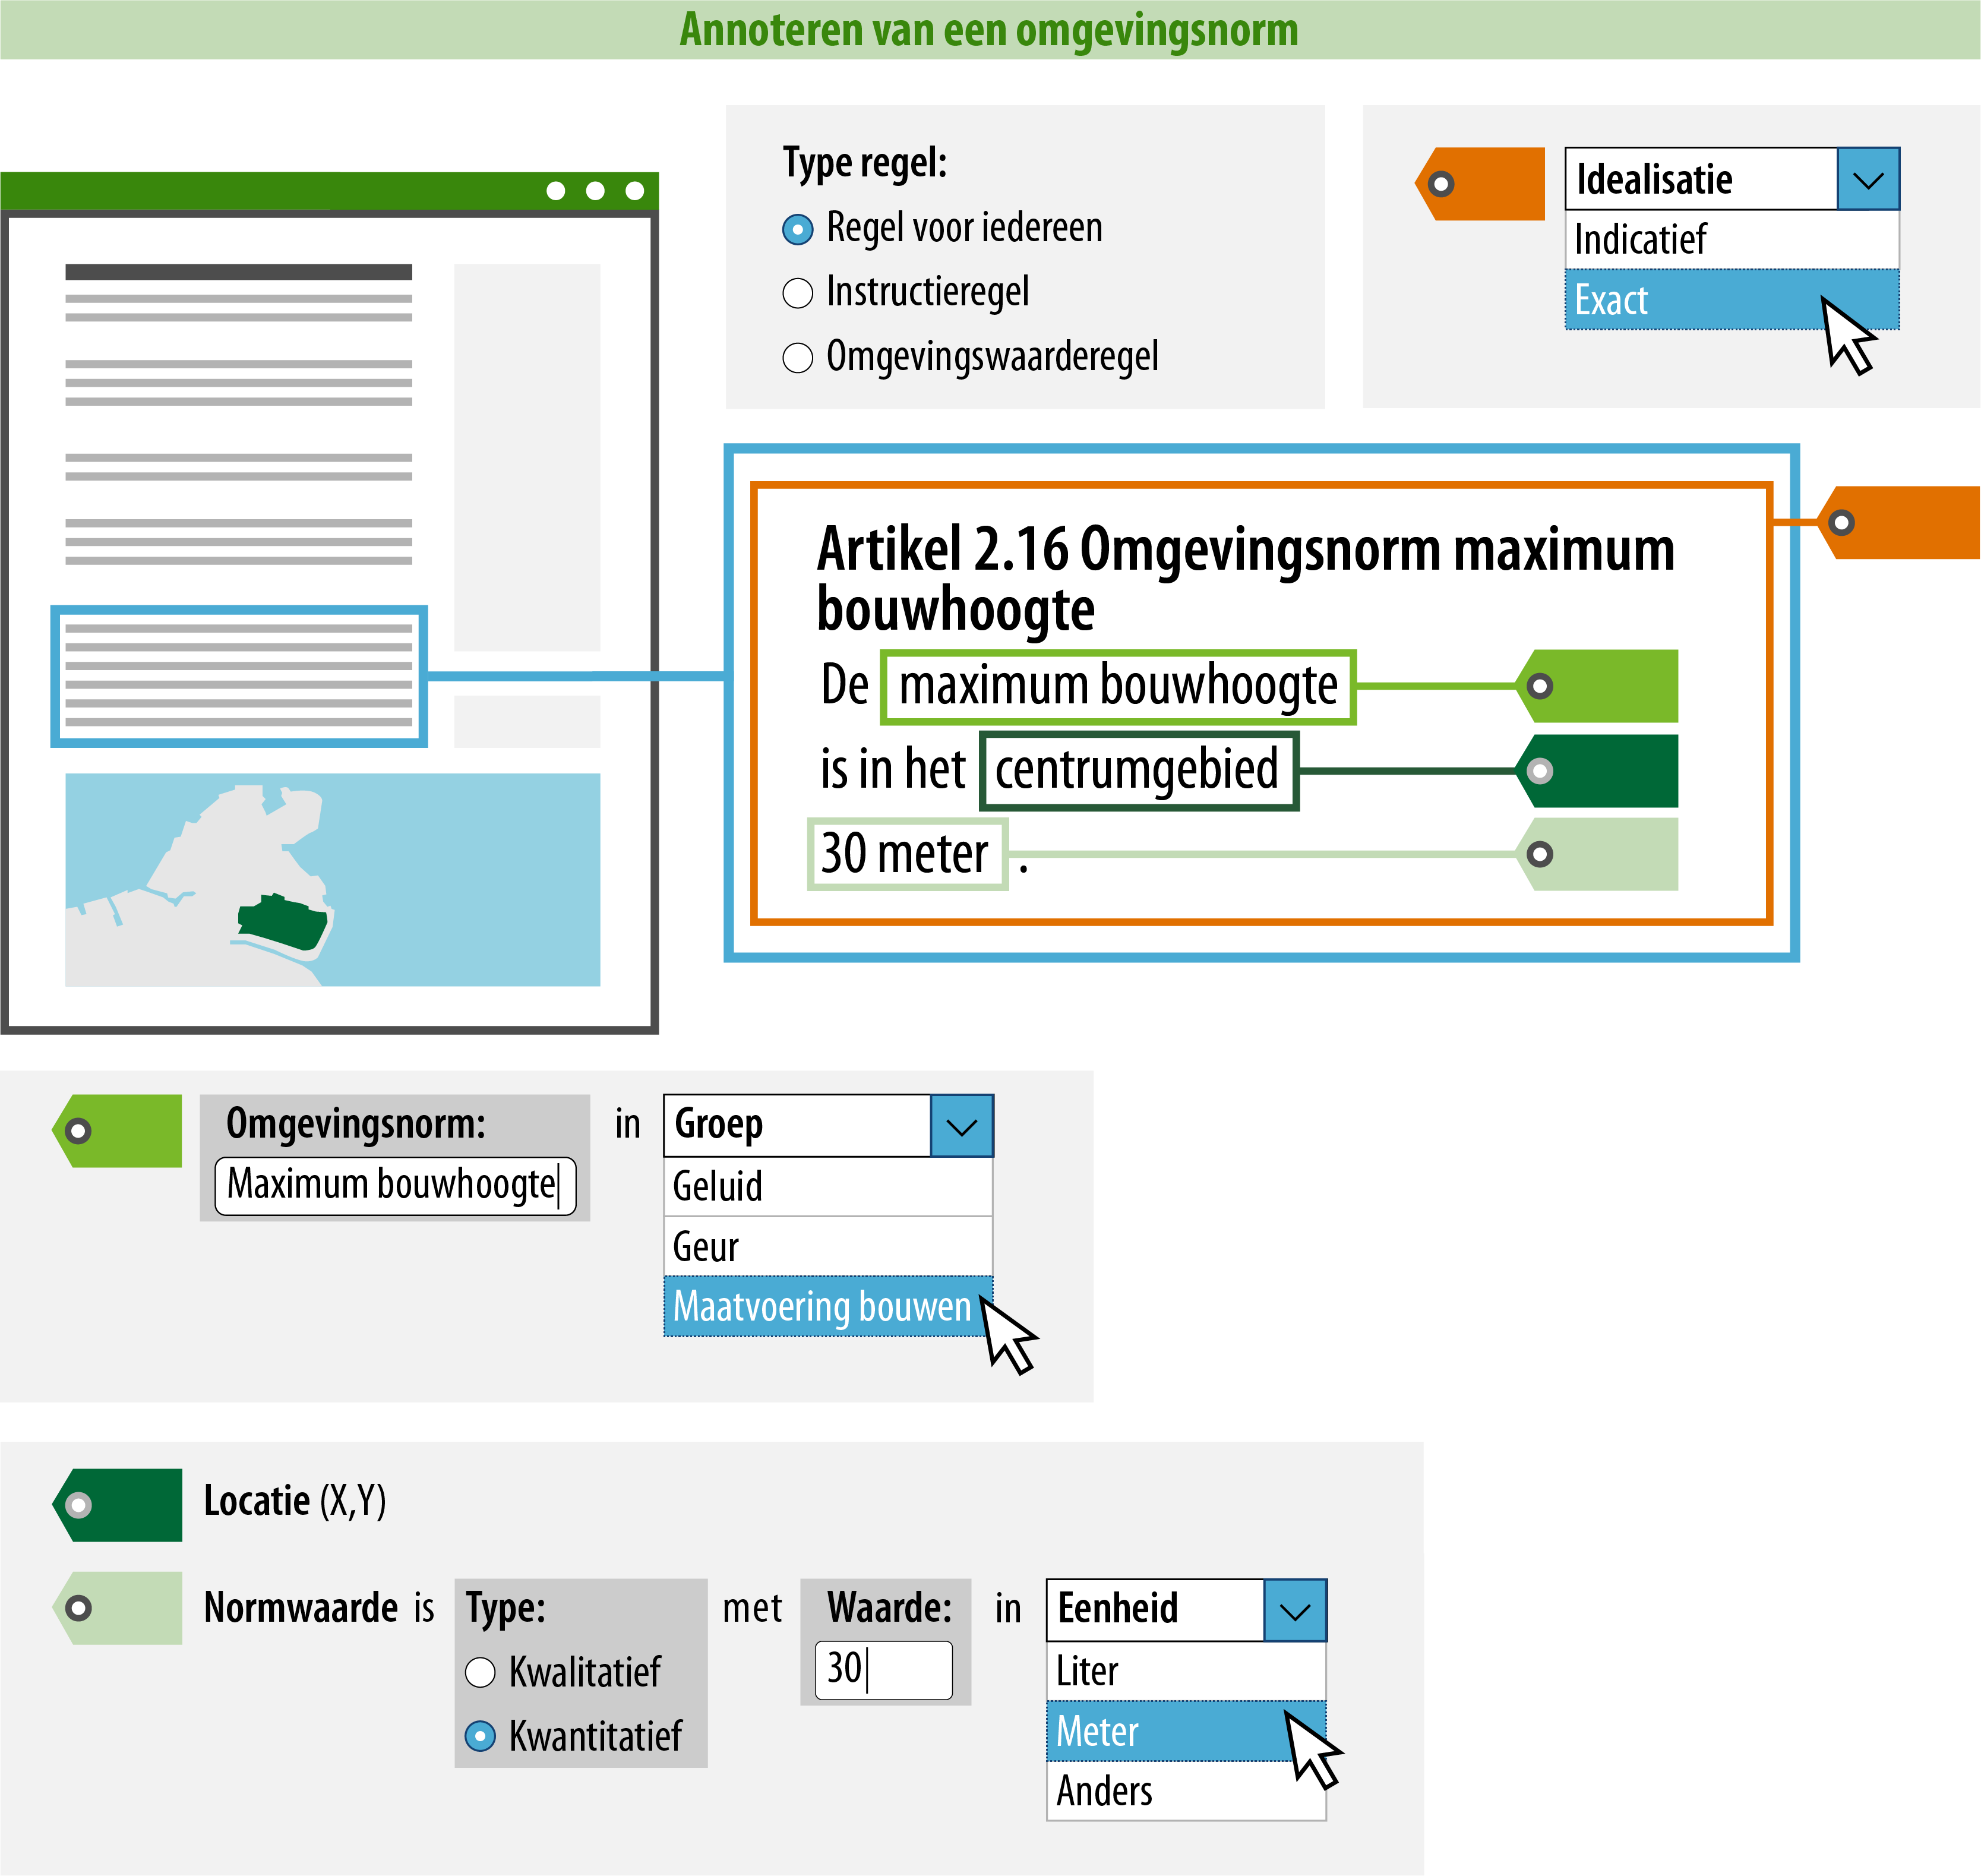 Annoteren van een omgevingsnorm
Type regel:
Regel voor iedereen
Instructieregel
Omgevingswaarderegel
Idealisatie
Indicatief
Exact
Artikel 2.16 Omgevingsnorm maximum
bouwhoogte
De maximum bouwhoogte
is in het centrumgebied
30 meter .
Omgevingsnorm:
Maximum bouwhoogte
in
Groep
Geluid
Geur
Maatvoering bouwen
Locatie (X,Y)
Normwaarde is
Type:
Kwalitatief
Kwantitatief
met
Waarde:
30
in
Eenheid
Liter
Meter
Anders